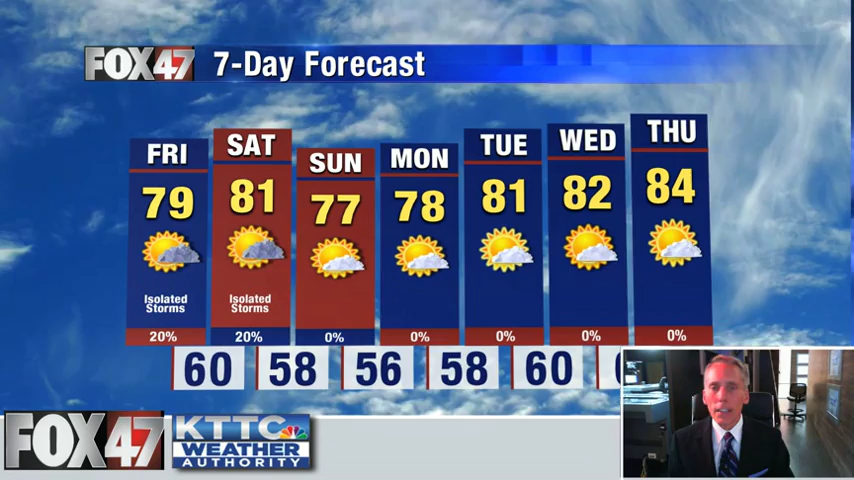 FOX47 7-Day Forecast
FRI SAT SUN MON TUE WED THU
79 81 77 78 81 82 84
Isolated Storms Isolated Storms
20% 20% 0% 0% 0% 0% 0%
60 58 56 58 60
FOX47
KTTC
WEATHER
AUTHORITY